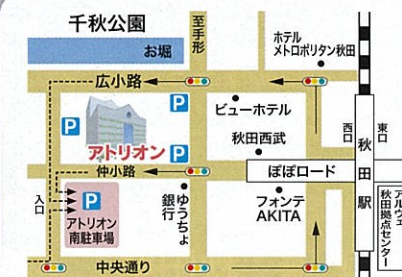 千秋公園
お堀
至手形
ホテル
メトロポリタン秋田
広小路
P
ビューホテル
P
秋田西武
アトリオン
P
西口
秋田駅
東口
仲小路
ぽぽロード
入口
P
アトリオン
南駐車場
ゆうちょ
銀行
フォンテ
AKITA
アルヴェ
秋田拠点センター
中央通り